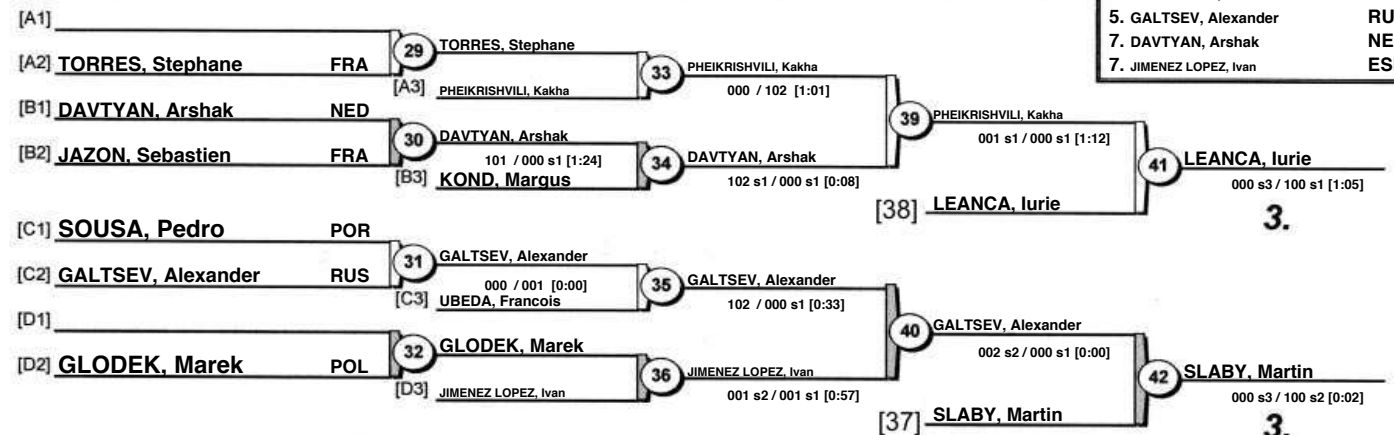 5. GALTSEV, Alexander RU
7. DAVTYAN, Arshak NE
7. JIMENEZ LOPEZ, Ivan ES
[A1]
[A2] TORRES, Stephane FRA
29
TORRES, Stephane
[A3] PHEIKRISHVILI, Kakha
33
PHEIKRISHVILI, Kakha
000 / 102 [1:01]
[B1] DAVTYAN, Arshak NED
[B2] JAZON, Sebastien FRA
30
DAVTYAN, Arshak
101 / 000 s1 [1:24]
[B3] KOND, Margus
34
DAVTYAN, Arshak
102 s1 / 000 s1 [0:08]
39
PHEIKRISHVILI, Kakha
001 s1 / 000 s1 [1:12]
[38] LEANCA, Iurie
41
LEANCA, Iurie
000 s3 / 100 s1 [1:05]
3.
[C1] SOUSA, Pedro POR
[C2] GALTSEV, Alexander RUS
31
GALTSEV, Alexander
000 / 001 [0:00]
[C3] UBEDA, Francois
35
GALTSEV, Alexander
102 / 000 s1 [0:33]
[D1]
[D2] GLODEK, Marek POL
32
GLODEK, Marek
[D3] JIMENEZ LOPEZ, Ivan
36
JIMENEZ LOPEZ, Ivan
001 s2 / 001 s1 [0:57]
40
GALTSEV, Alexander
002 s2 / 000 s1 [0:00]
[37] SLABY, Martin
42
SLABY, Martin
000 s3 / 100 s2 [0:02]
3.